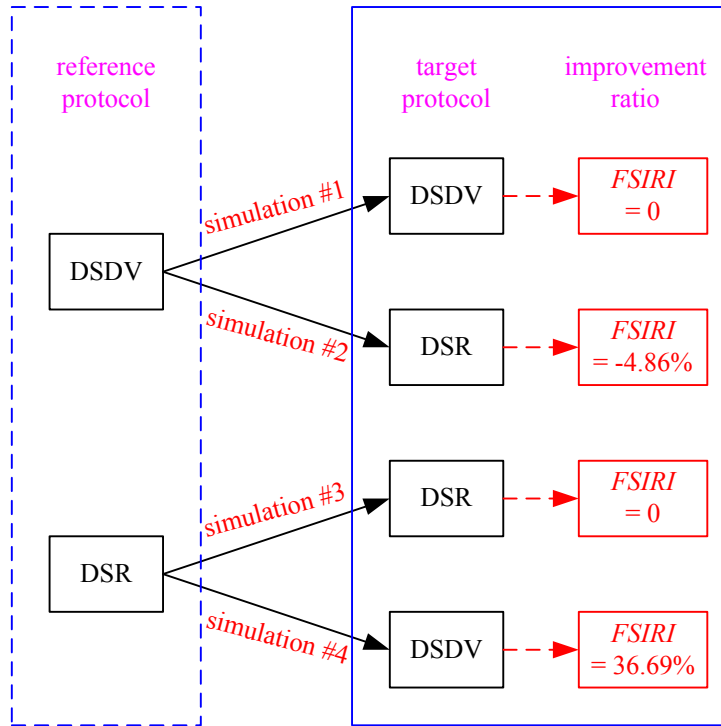 reference
protocol
target
protocol
improvement
ratio
DSDV
simulation #1
DSDV
FSIRI
= 0
simulation #2
DSR
FSIRI
= -4.86%
DSR
simulation #3
DSR
FSIRI
= 0
simulation #4
DSDV
FSIRI
= 36.69%